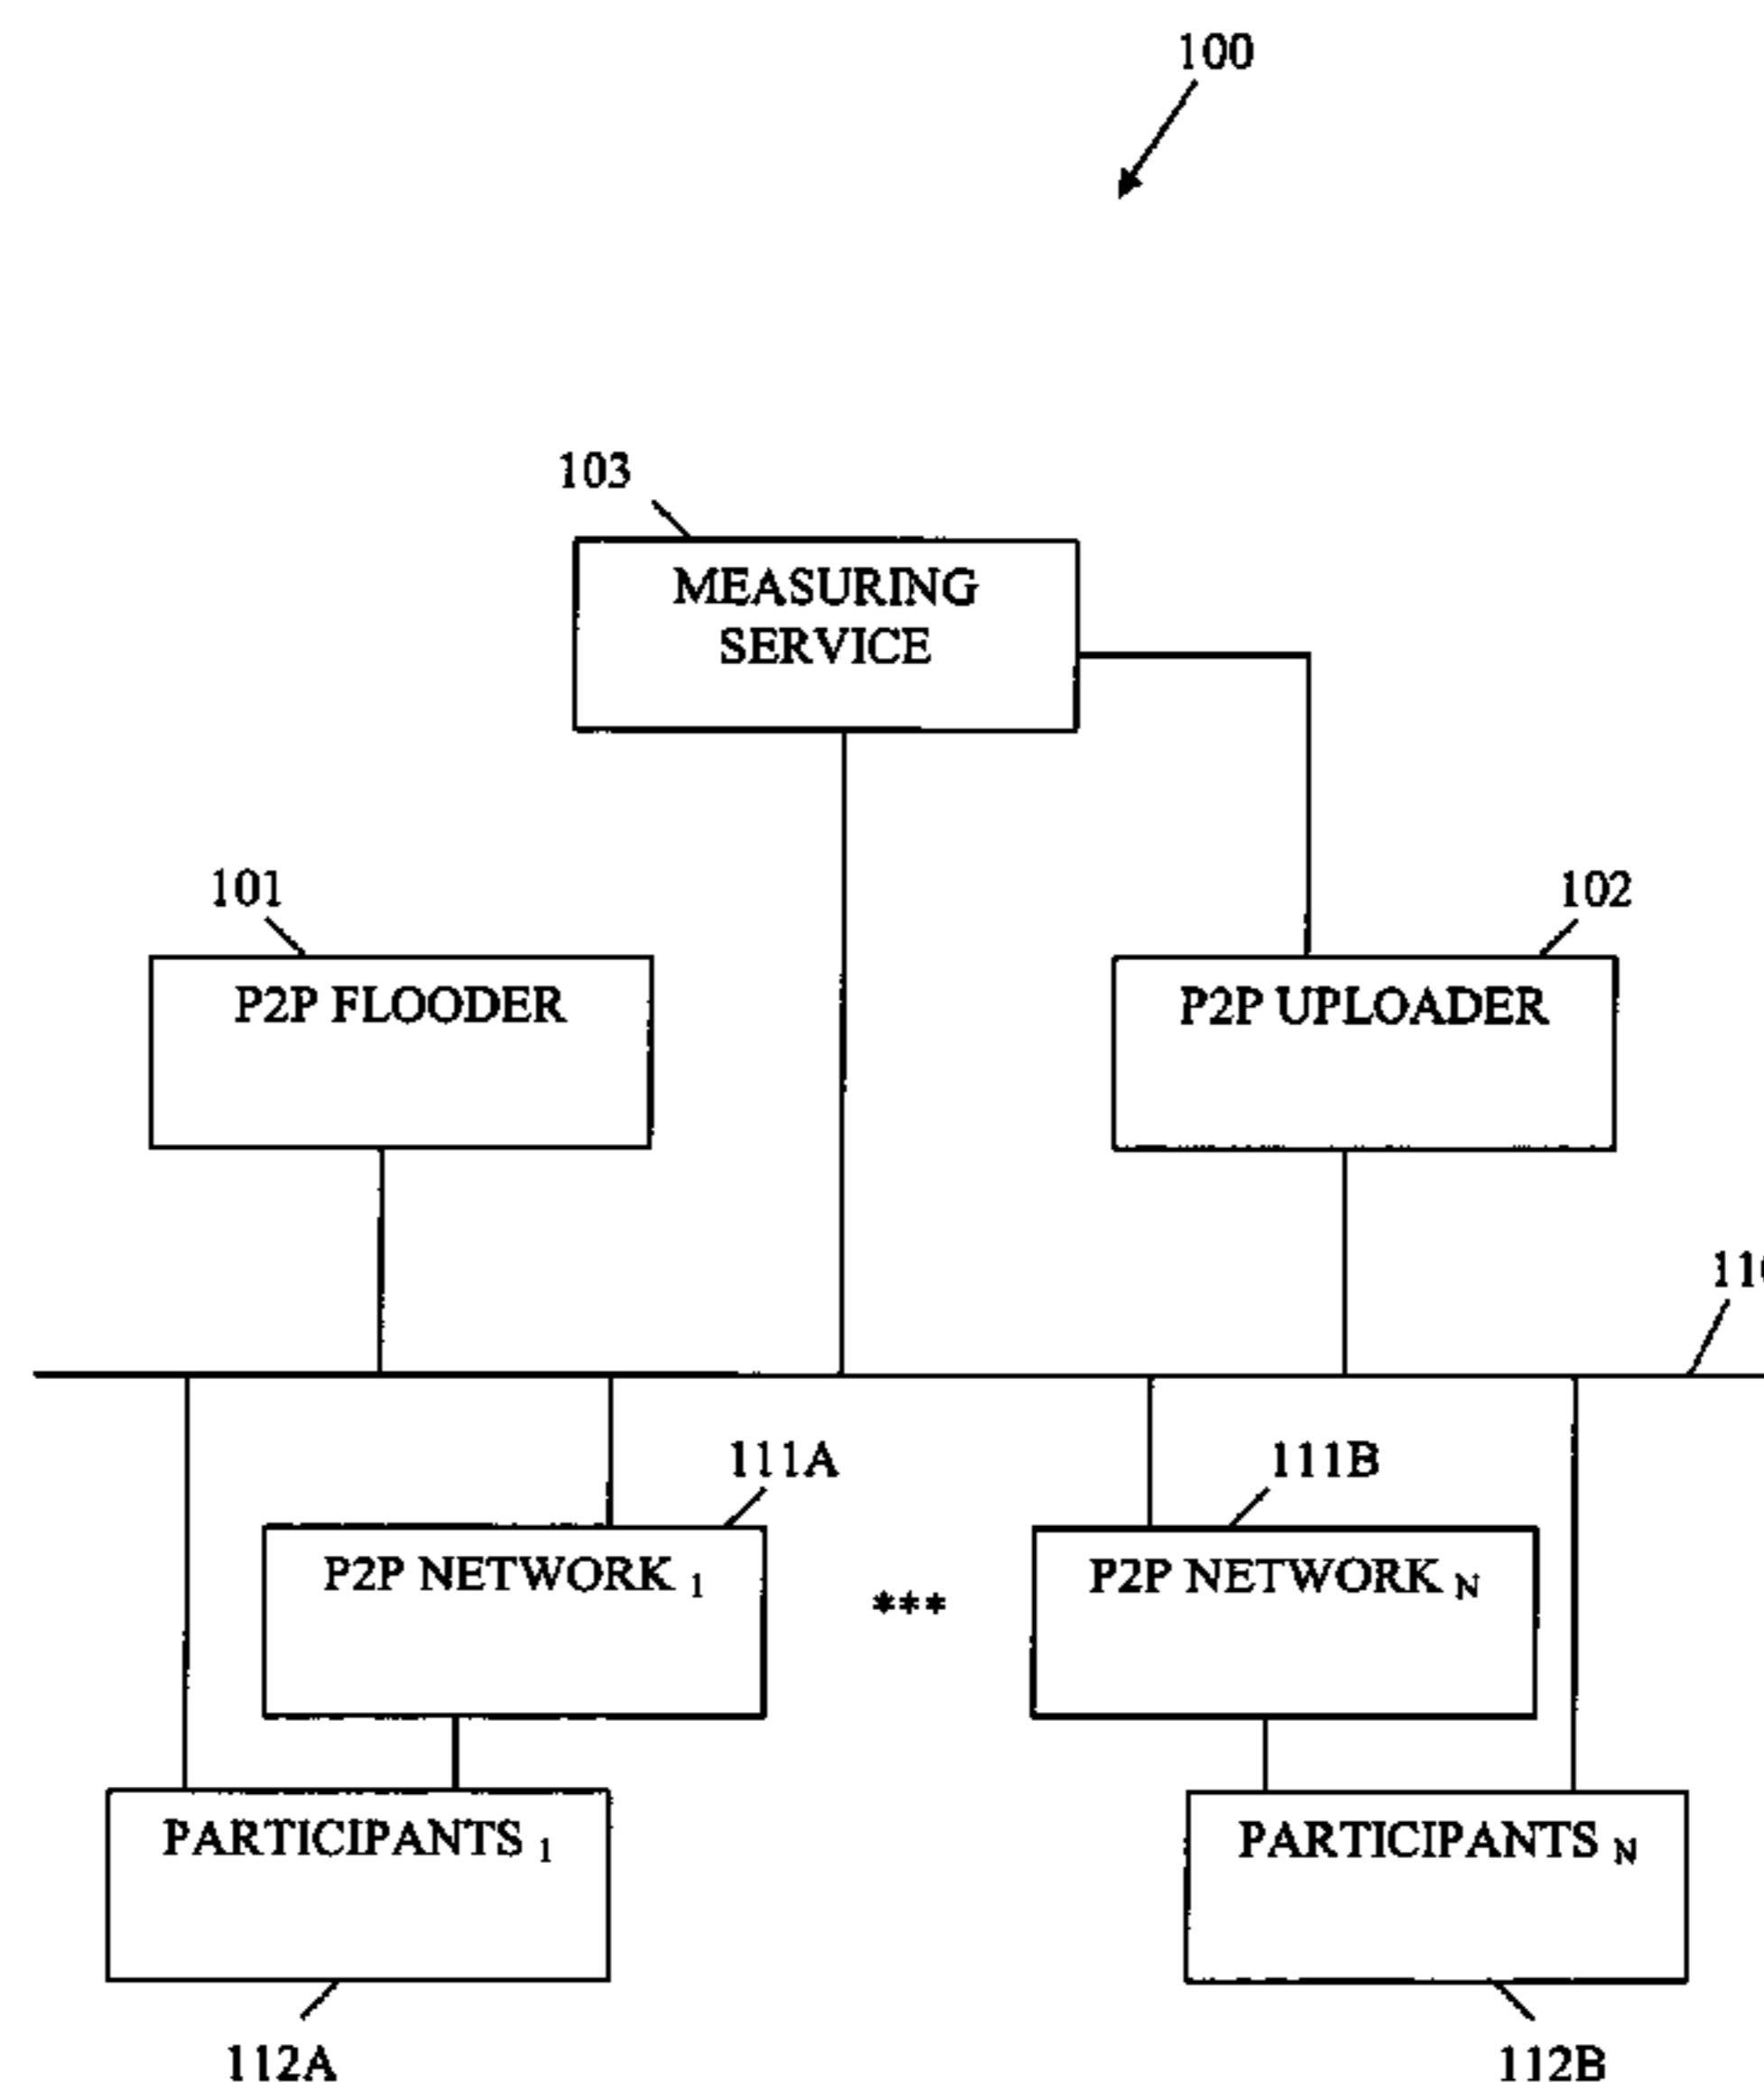 100
103
MEASURING
SERVICE
101
102
P2P FLOODER
P2P UPLOADER
111A
111B
P2P NETWORK 1
P2P NETWORK N
***
PARTICIPANTS 1
PARTICIPANTS N
112A
112B